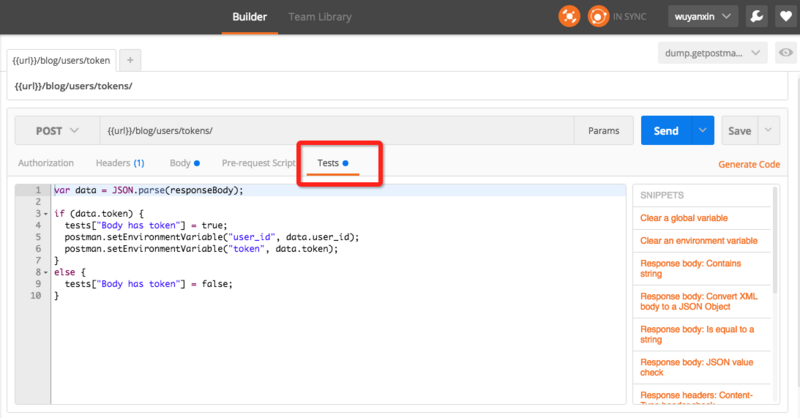 Builder Team Library IN SYNC wuyanxin
{{url}}/blog/users/token + dump.getpostma...
{{url}}/blog/users/tokens/
POST {{url}}/blog/users/tokens/ Params Send Save
Authorization Headers (1) Body Pre-request Script Tests Generate Code
1 var data = JSON.parse(responseBody);
2
3 if (data.token) {
4 tests["Body has token"] = true;
5 postman.setEnvironmentVariable("user_id", data.user_id);
6 postman.setEnvironmentVariable("token", data.token);
7 }
8 else {
9 tests["Body has token"] = false;
10 }
SNIPPETS
Clear a global variable
Clear an environment variable
Response body: Contains
string
Response body: Convert XML
body to a JSON Object
Response body: Is equal to a
string
Response body: JSON value
check
Response headers: Content-
Type header check